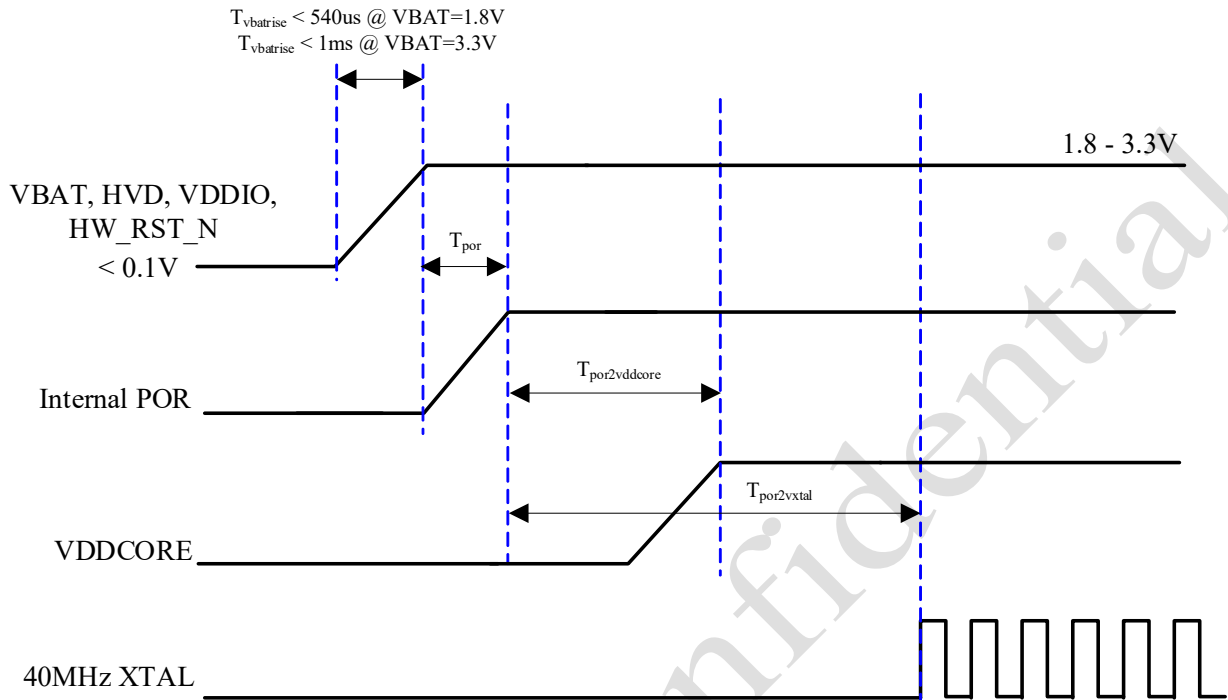 Tvbatrise < 540us @ VBAT=1.8V
Tvbatrise < 1ms @ VBAT=3.3V
1.8 - 3.3V
VBAT, HVD, VDDIO,
HW_RST_N
< 0.1V
Tpor
Internal POR
Tpor2vddcore
VDDCORE
Tpor2vxtal
40MHz XTAL
nfidential